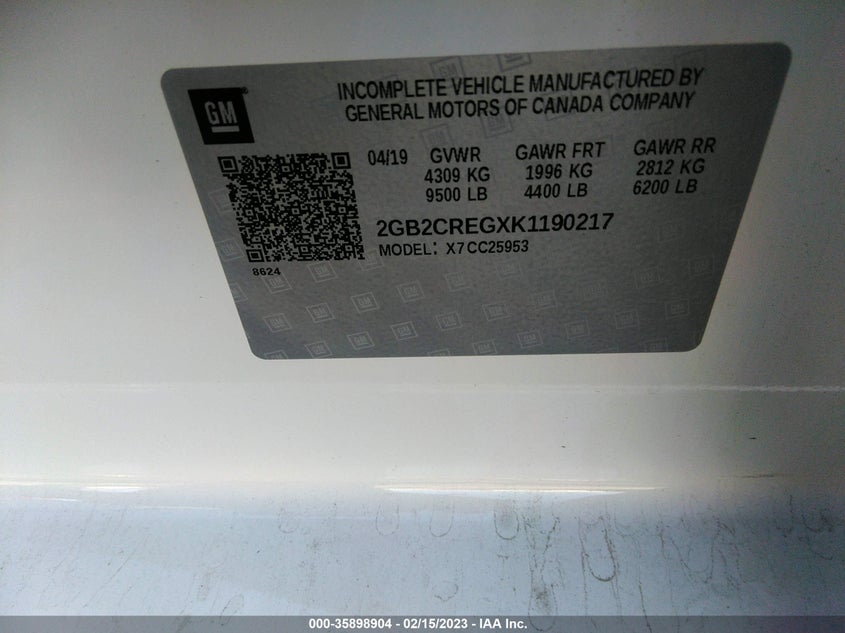 GM
INCOMPLETE VEHICLE MANUFACTURED BY
GENERAL MOTORS OF CANADA COMPANY
04/19 GVWR GAWR FRT GAWR RR
4309 KG 1996 KG 2812 KG
9500 LB 4400 LB 6200 LB
2GB2CREGXK1190217
MODEL: X7CC25953
8624
000-35898904 - 02/15/2023 - IAA Inc.